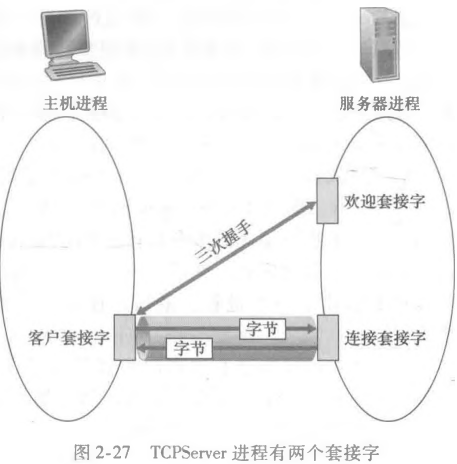 主机进程
服务器进程
欢迎套接字
三次握手
客户套接字
字节
字节
连接套接字
图 2-27 TCPServer 进程有两个套接字